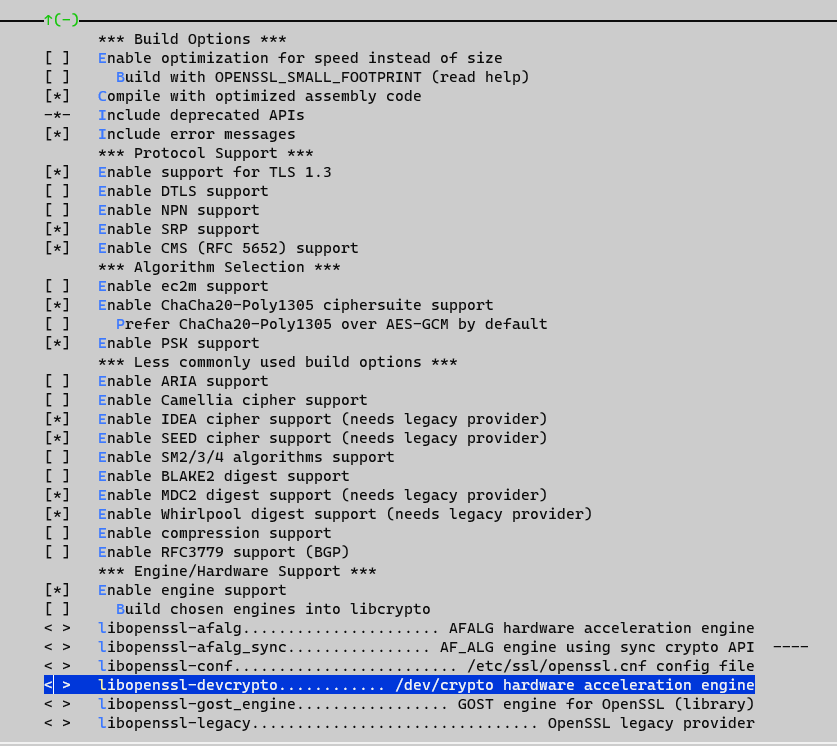 ↑(-)
*** Build Options ***
[ ] Enable optimization for speed instead of size
[ ] Build with OPENSSL_SMALL_FOOTPRINT (read help)
[*] Compile with optimized assembly code
-*- Include deprecated APIs
[*] Include error messages
*** Protocol Support ***
[*] Enable support for TLS 1.3
[ ] Enable DTLS support
[ ] Enable NPN support
[*] Enable SRP support
[*] Enable CMS (RFC 5652) support
*** Algorithm Selection ***
[ ] Enable ec2m support
[*] Enable ChaCha20-Poly1305 ciphersuite support
[ ] Prefer ChaCha20-Poly1305 over AES-GCM by default
[*] Enable PSK support
*** Less commonly used build options ***
[ ] Enable ARIA support
[ ] Enable Camellia cipher support
[*] Enable IDEA cipher support (needs legacy provider)
[*] Enable SEED cipher support (needs legacy provider)
[ ] Enable SM2/3/4 algorithms support
[ ] Enable BLAKE2 digest support
[*] Enable MDC2 digest support (needs legacy provider)
[*] Enable Whirlpool digest support (needs legacy provider)
[ ] Enable compression support
[ ] Enable RFC3779 support (BGP)
*** Engine/Hardware Support ***
[*] Enable engine support
[ ] Build chosen engines into libcrypto
< > libopenssl-afalg...................... AFALG hardware acceleration engine
< > libopenssl-afalg_sync................. AF_ALG engine using sync crypto API ----
< > libopenssl-conf......................... /etc/ssl/openssl.cnf config file
< > libopenssl-devcrypto............ /dev/crypto hardware acceleration engine
< > libopenssl-gost_engine................. GOST engine for OpenSSL (library)
< > libopenssl-legacy................................ OpenSSL legacy provider